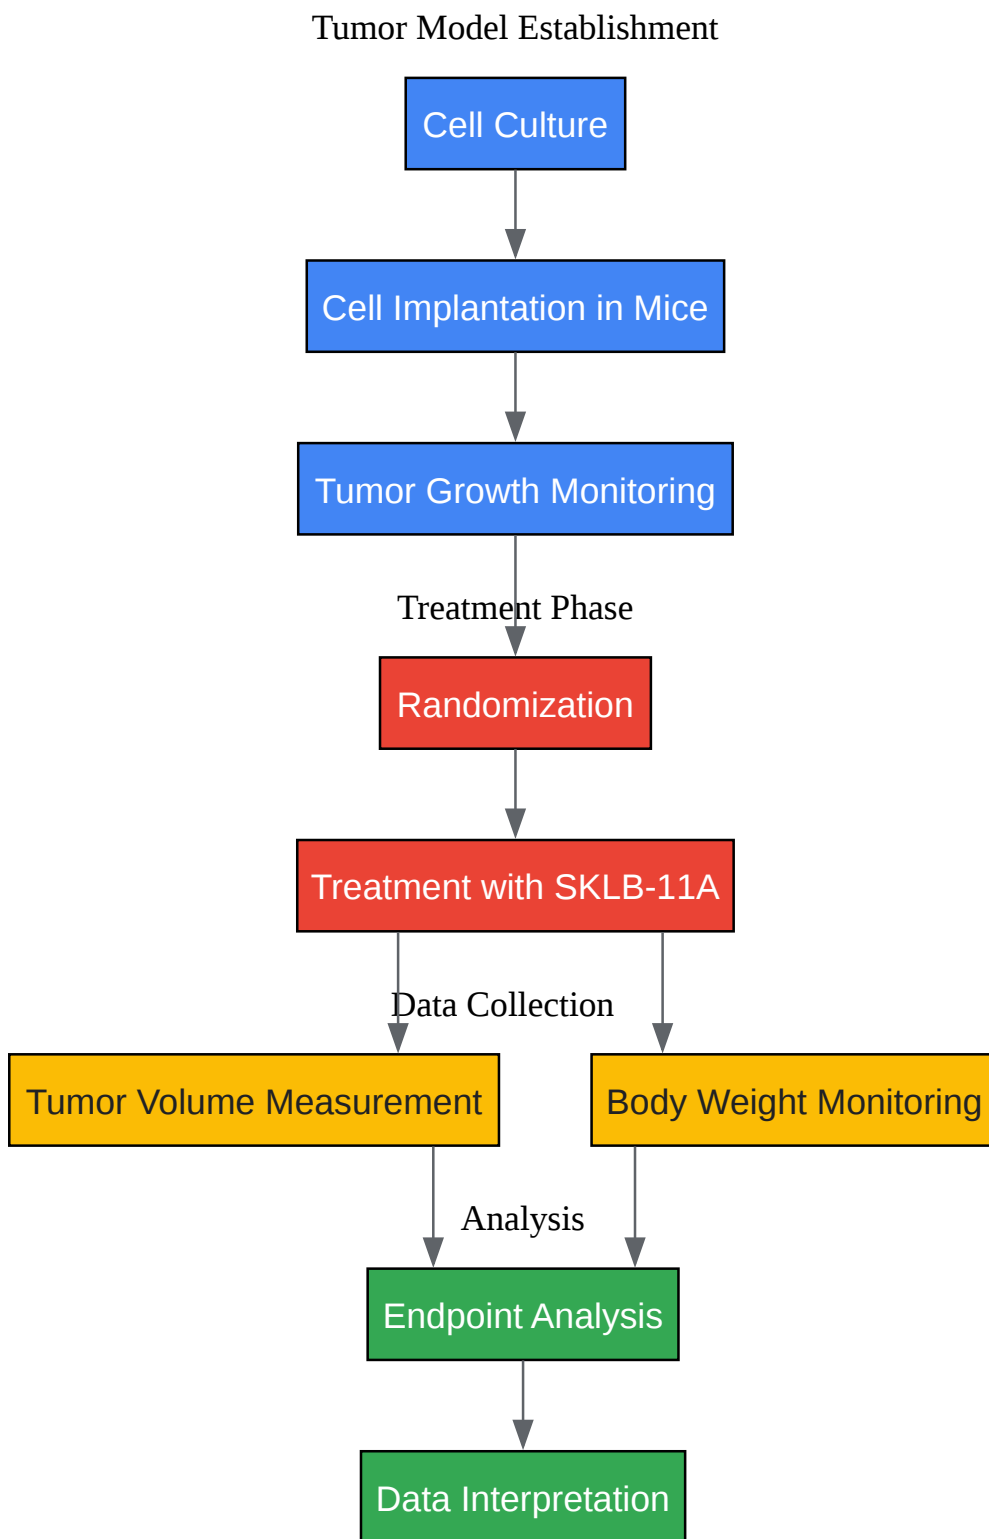 Tumor Model Establishment
Cell Culture
Cell Implantation in Mice
Tumor Growth Monitoring
Treatment Phase
Randomization
Treatment with SKLB-11A
Data Collection
Tumor Volume Measurement
Body Weight Monitoring
Analysis
Endpoint Analysis
Data Interpretation